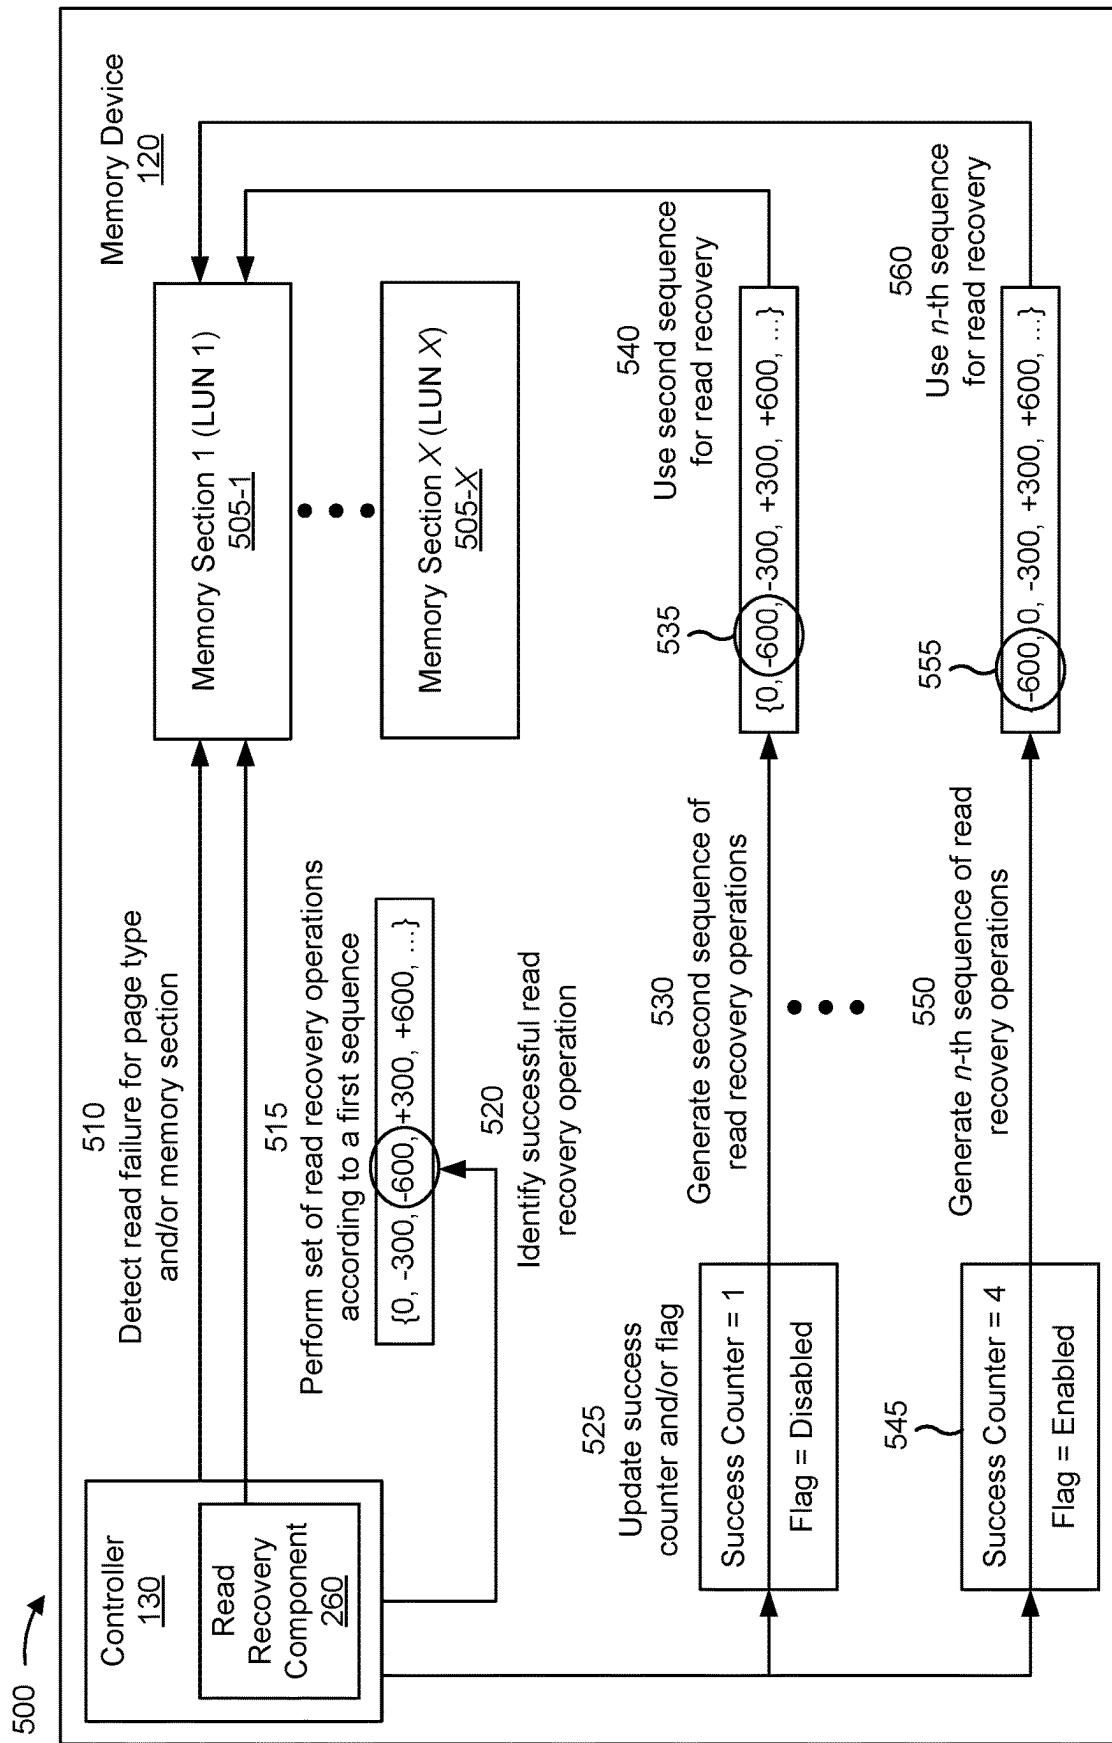 500
Controller
130
Read
Recovery
Component
260
510
Detect read failure for page type
and/or memory section
515
Perform set of read recovery operations
according to a first sequence
{0, -300, -600, +300, +600, ...}
520
Identify successful read
recovery operation
Memory Device
120
Memory Section 1 (LUN 1)
505-1
Memory Section X (LUN X)
505-X
525
Update success
counter and/or flag
Success Counter = 1
Flag = Disabled
530
Generate second sequence of
read recovery operations
535
{0, -600, -300, +300, +600, ...}
540
Use second sequence
for read recovery
545
Success Counter = 4
Flag = Enabled
550
Generate n-th sequence of read
recovery operations
555
{-600, 0, -300, +300, +600, ...}
560
Use n-th sequence
for read recovery